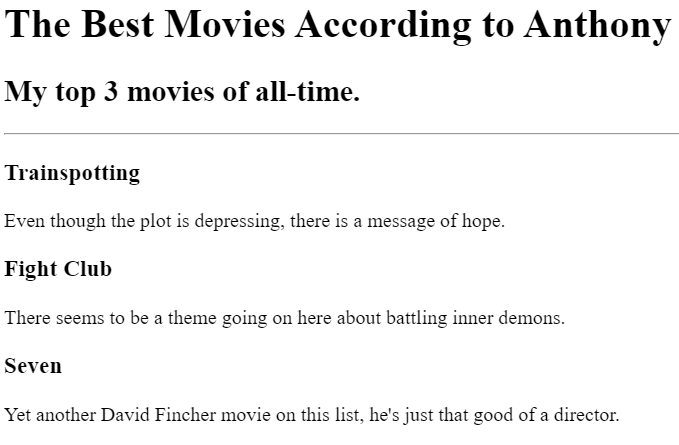 The Best Movies According to Anthony
My top 3 movies of all-time.
Trainspotting
Even though the plot is depressing, there is a message of hope.
Fight Club
There seems to be a theme going on here about battling inner demons.
Seven
Yet another David Fincher movie on this list, he's just that good of a director.